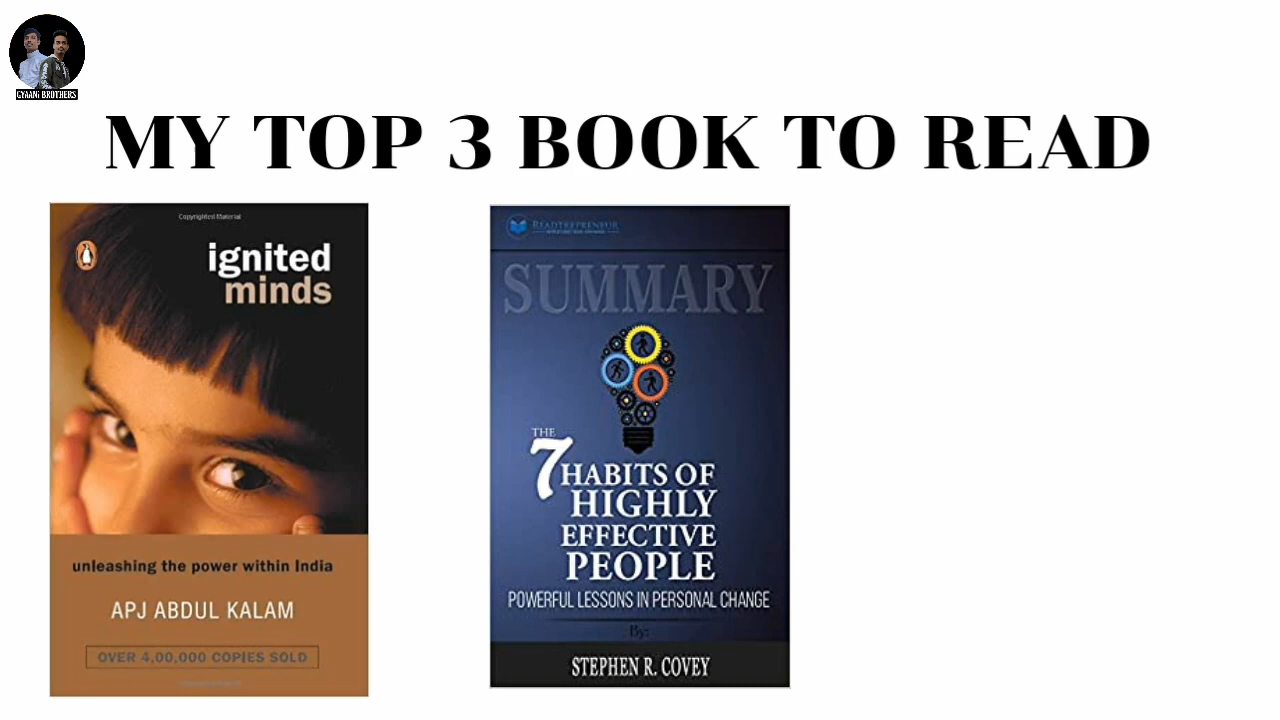 GYAANI BROTHERS
MY TOP 3 BOOK TO READ
Copyrighted Material
ignited
minds
unleashing the power within India
APJ ABDUL KALAM
OVER 4,00,000 COPIES SOLD
READTREPRENEUR
SUMMARY
THE
7 HABITS OF
HIGHLY
EFFECTIVE
PEOPLE
POWERFUL LESSONS IN PERSONAL CHANGE
By:
STEPHEN R. COVEY